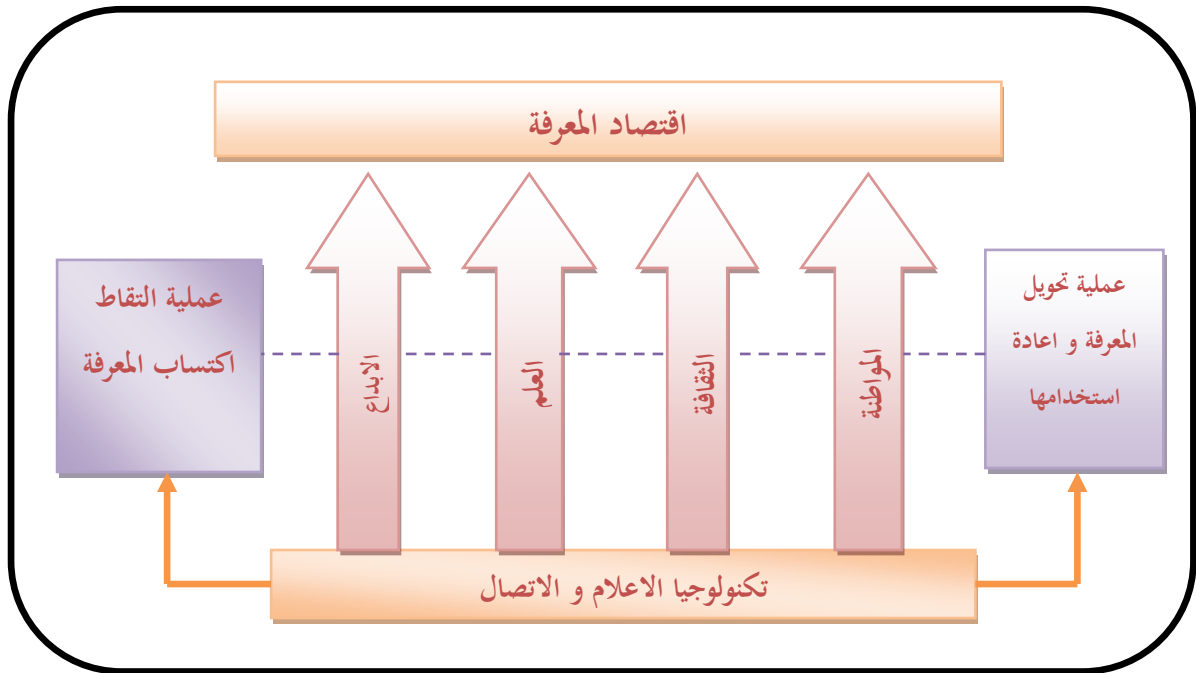 اقتصاد المعرفة
عملية تحويل
المعرفة و اعادة
استخدامها
المواطنة
الثقافة
العلم
الابداع
عملية التقاط
اكتساب المعرفة
تكنولوجيا الاعلام و الاتصال